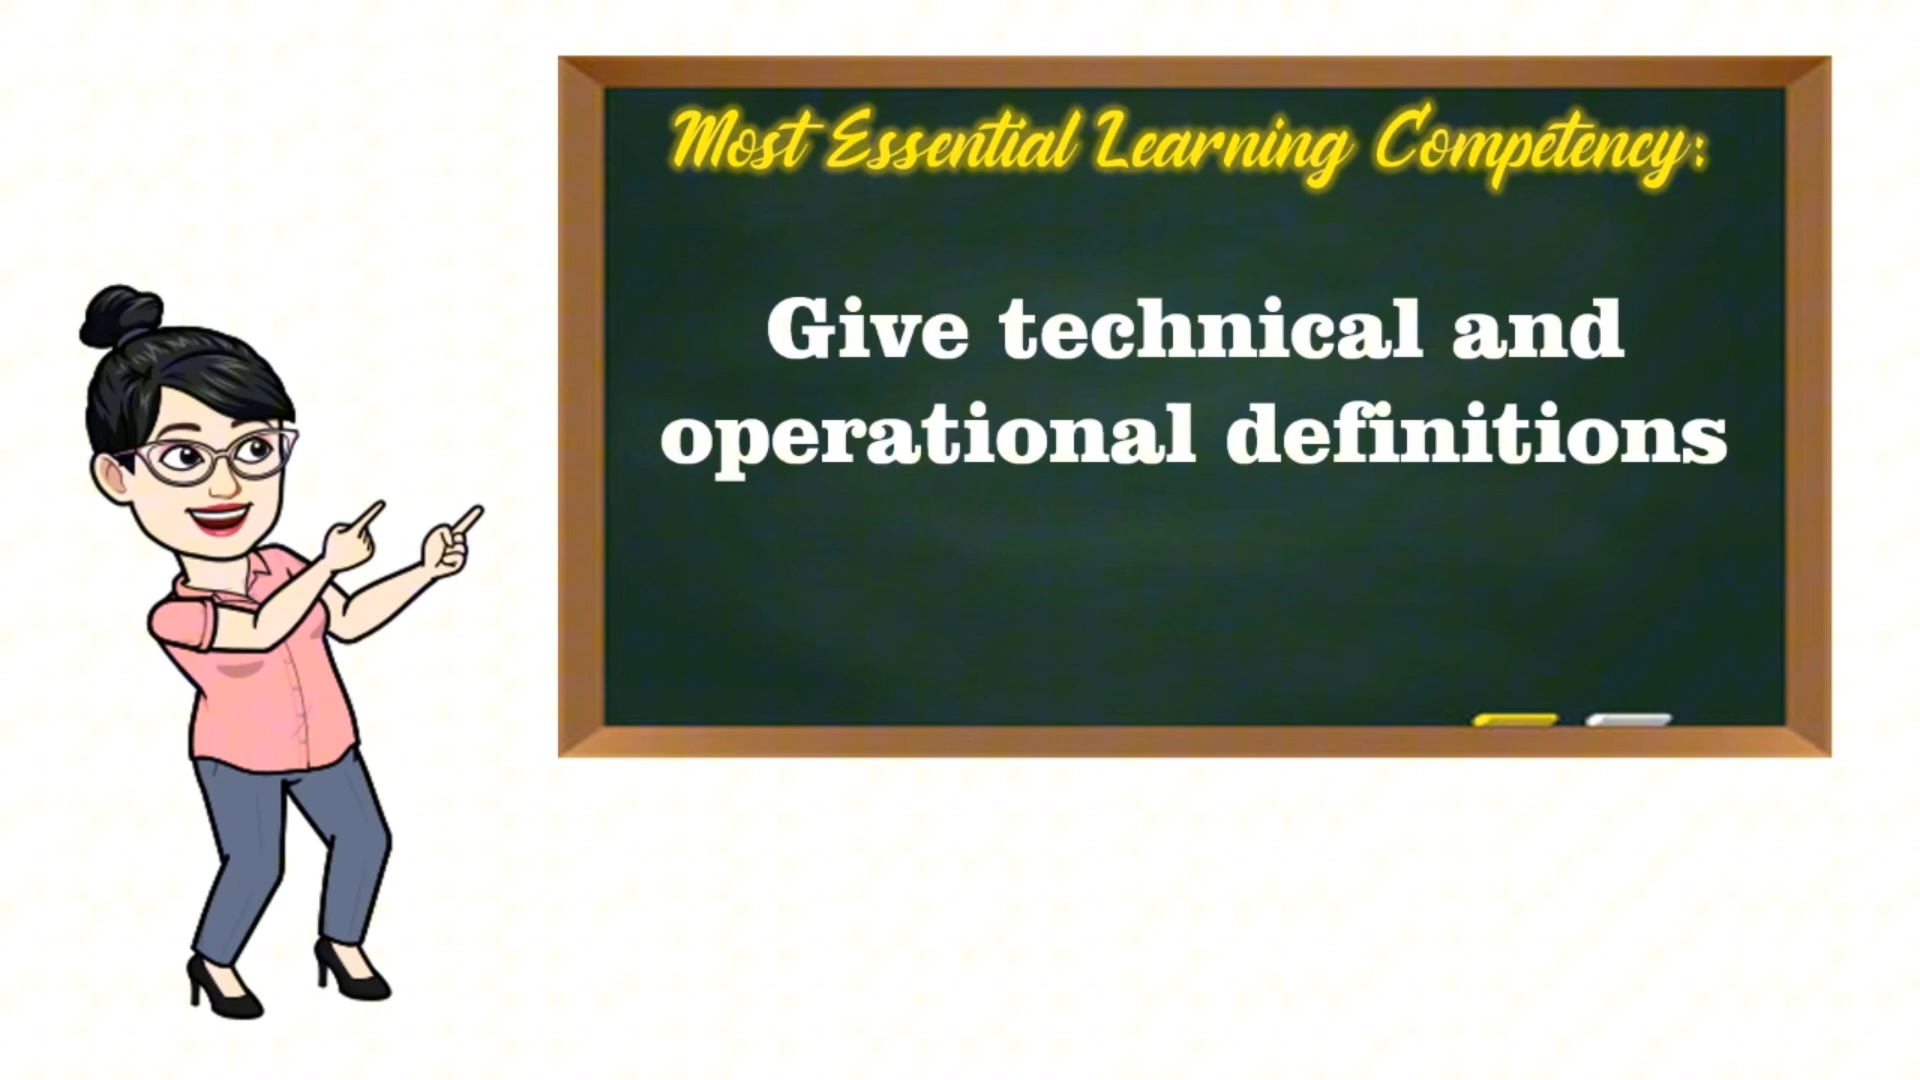 Most Essential Learning Competency:
Give technical and
operational definitions